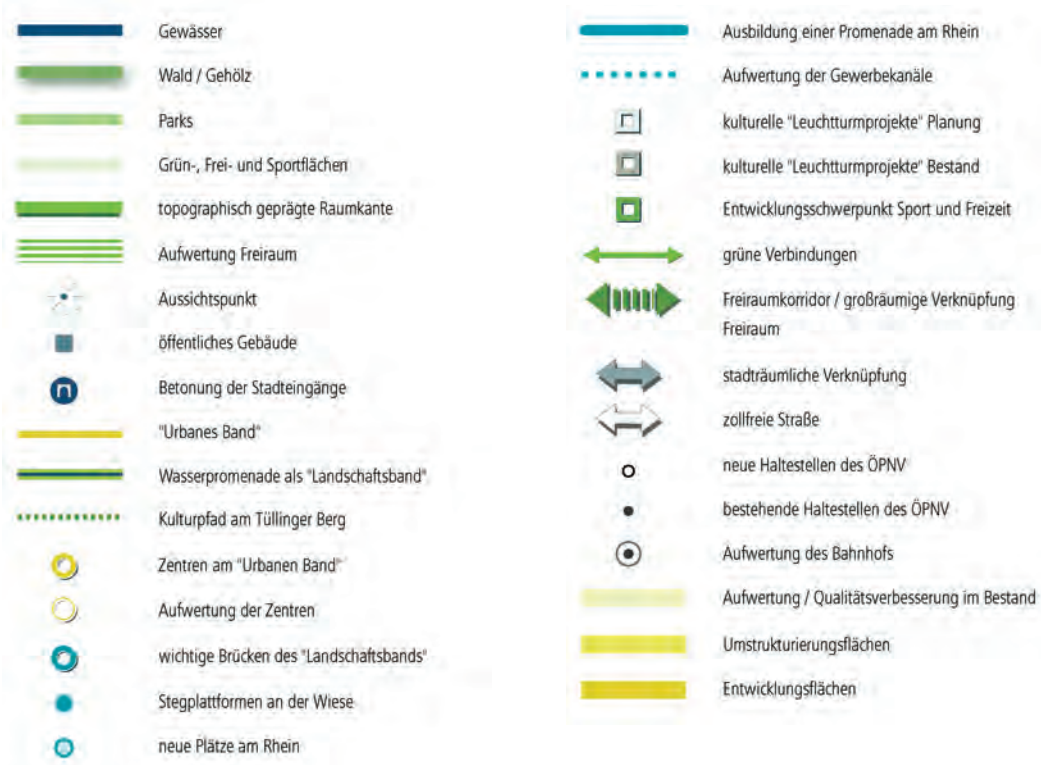 Gewässer
Wald / Gehölz
Parks
Grün-, Frei- und Sportflächen
topographisch geprägte Raumkante
Aufwertung Freiraum
Aussichtspunkt
öffentliches Gebäude
n
Betonung der Stadteingänge
"Urbanes Band"
Wasserpromenade als "Landschaftsband"
Kulturpfad am Tüllinger Berg
Zentren am "Urbanen Band"
Aufwertung der Zentren
wichtige Brücken des "Landschaftsbands"
Stegplattformen an der Wiese
neue Plätze am Rhein
Ausbildung einer Promenade am Rhein
Aufwertung der Gewerbekanäle
kulturelle "Leuchtturmprojekte" Planung
kulturelle "Leuchtturmprojekte" Bestand
Entwicklungsschwerpunkt Sport und Freizeit
grüne Verbindungen
Freiraumkorridor / großräumige Verknüpfung
Freiraum
stadträumliche Verknüpfung
zollfreie Straße
neue Haltestellen des ÖPNV
bestehende Haltestellen des ÖPNV
Aufwertung des Bahnhofs
Aufwertung / Qualitätsverbesserung im Bestand
Umstrukturierungsflächen
Entwicklungsflächen